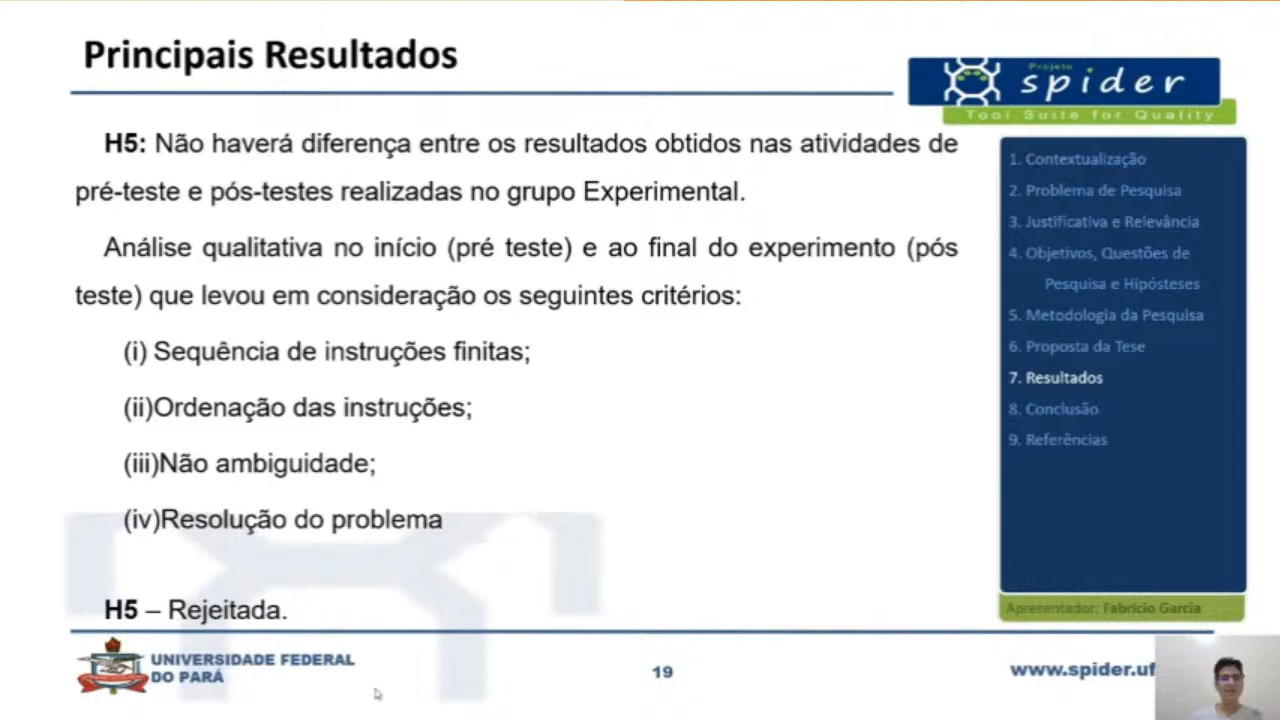 Principais Resultados
Projeto
spider
Tool Suite for Quality
H5: Não haverá diferença entre os resultados obtidos nas atividades de
pré-teste e pós-testes realizadas no grupo Experimental.
Análise qualitativa no início (pré teste) e ao final do experimento (pós
teste) que levou em consideração os seguintes critérios:
(i) Sequência de instruções finitas;
(ii)Ordenação das instruções;
(iii)Não ambiguidade;
(iv)Resolução do problema
H5 – Rejeitada.
1. Contextualização
2. Problema de Pesquisa
3. Justificativa e Relevância
4. Objetivos, Questões de
Pesquisa e Hipósteses
5. Metodologia da Pesquisa
6. Proposta da Tese
7. Resultados
8. Conclusão
9. Referências
Apresentador: Fabrício Garcia
UNIVERSIDADE FEDERAL
DO PARÁ
19
www.spider.uf